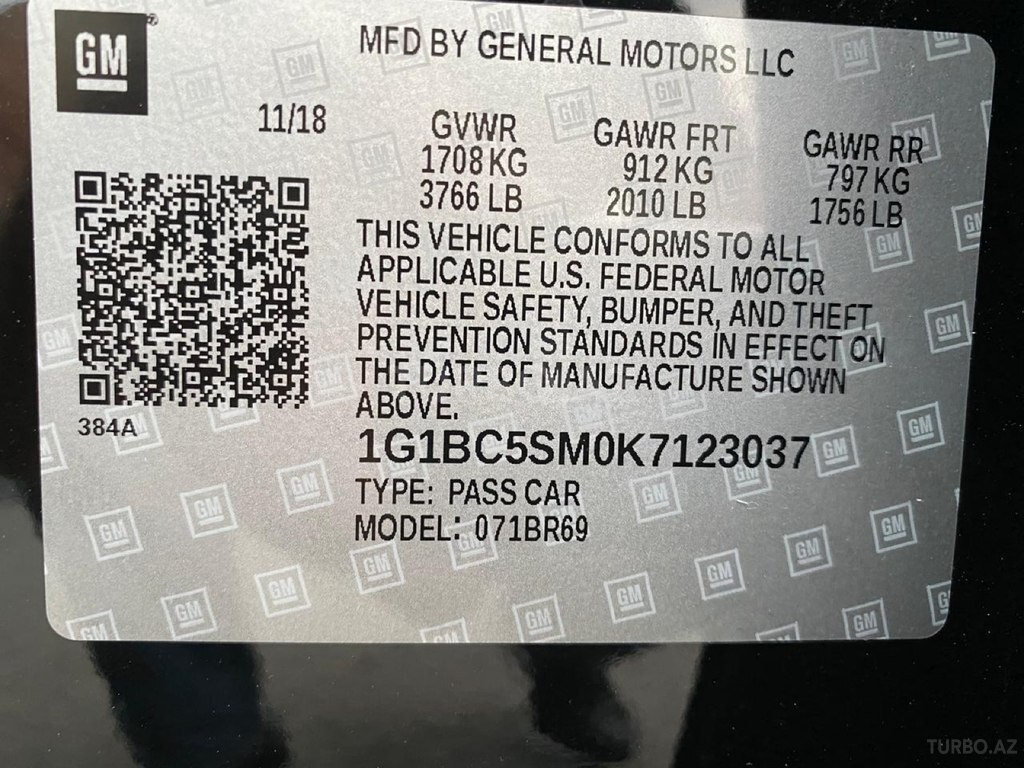 GM
MFD BY GENERAL MOTORS LLC
11/18
GVWR
1708 KG
3766 LB
GAWR FRT
912 KG
2010 LB
GAWR RR
797 KG
1756 LB
THIS VEHICLE CONFORMS TO ALL
APPLICABLE U.S. FEDERAL MOTOR
VEHICLE SAFETY, BUMPER, AND THEFT
PREVENTION STANDARDS IN EFFECT ON
THE DATE OF MANUFACTURE SHOWN
ABOVE.
384A
1G1BC5SM0K7123037
TYPE: PASS CAR
MODEL: 071BR69
TURBO.AZ